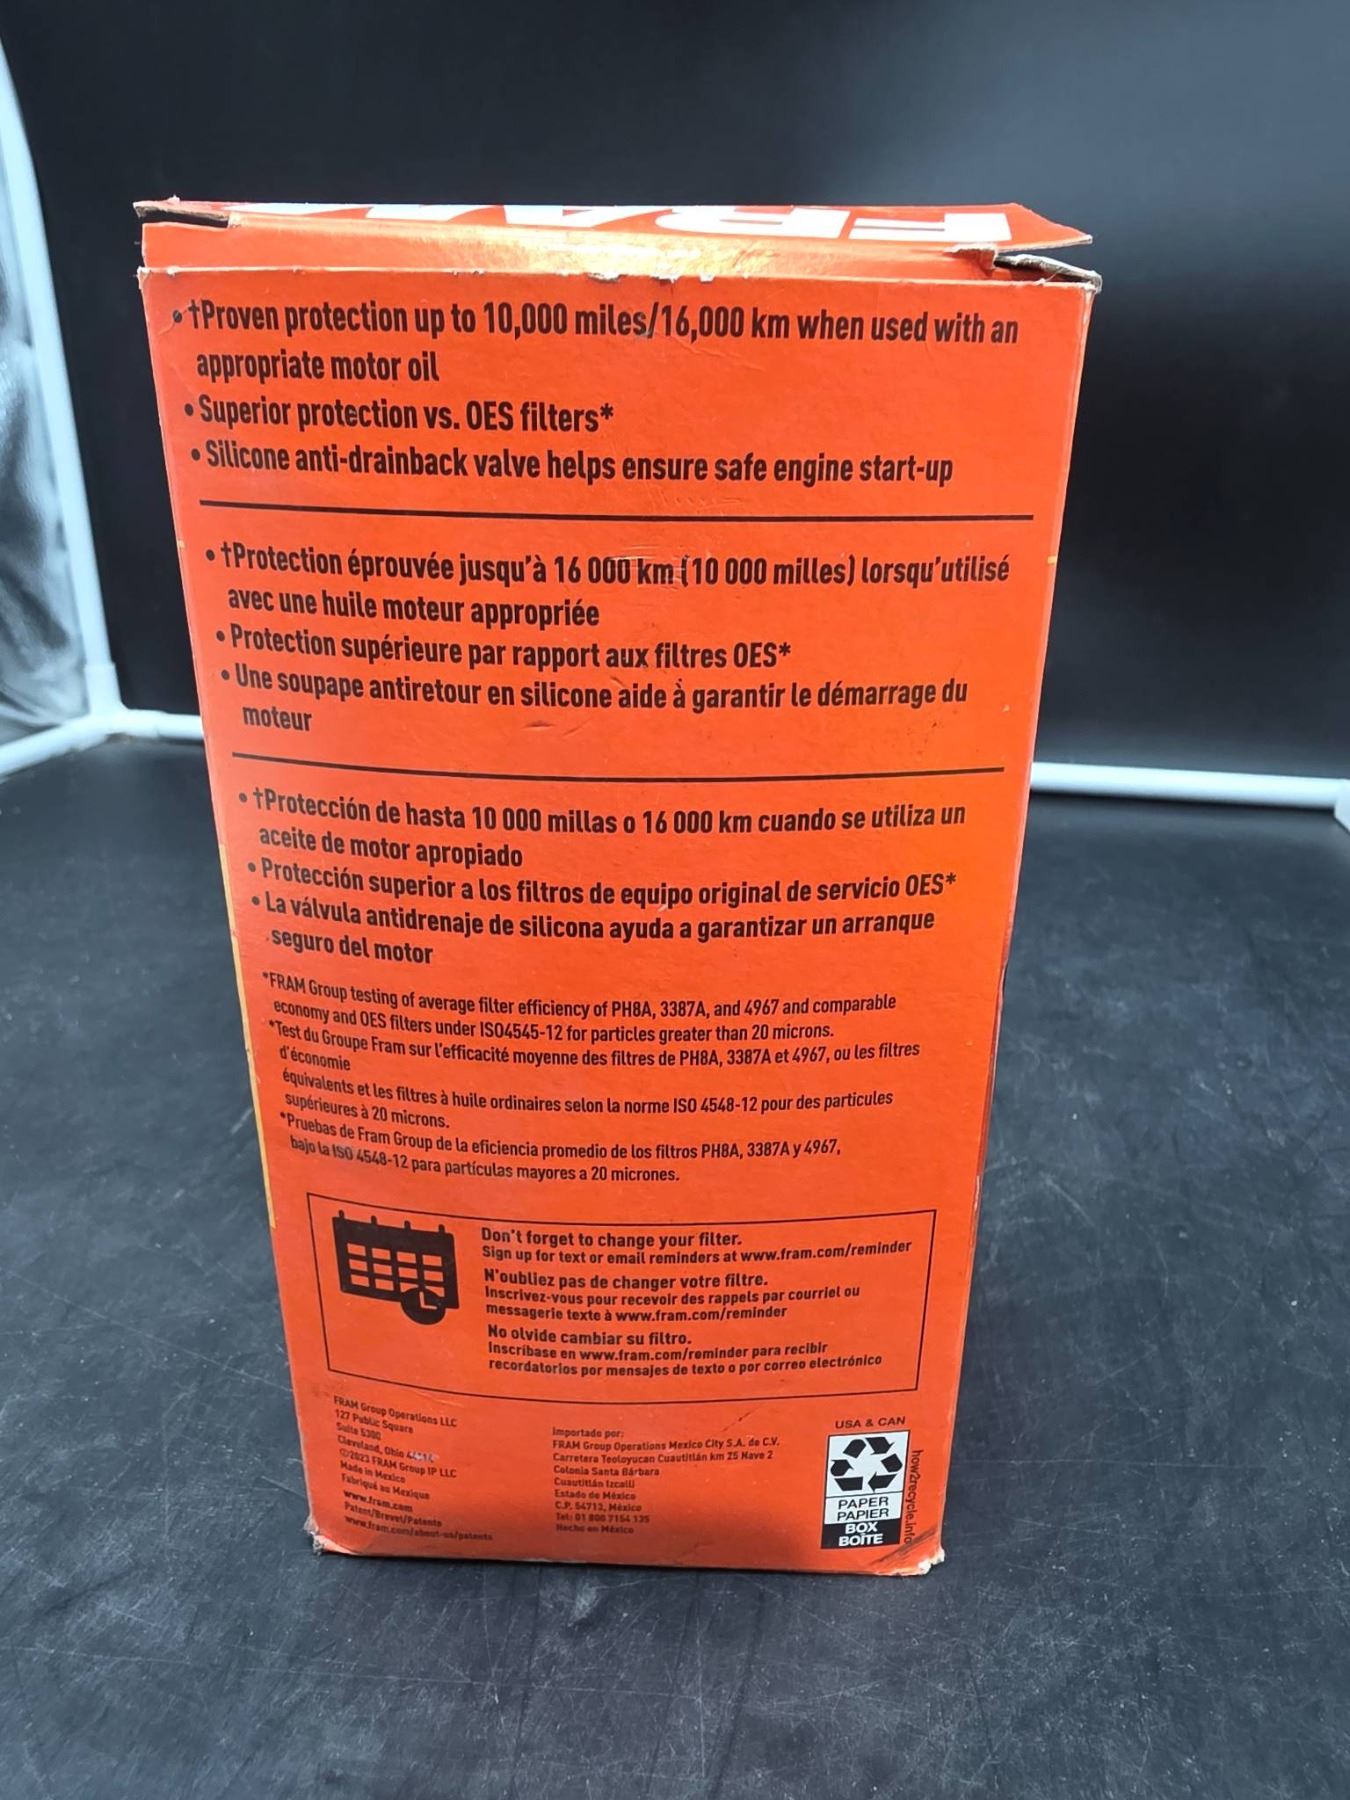 FRAM
• †Proven protection up to 10,000 miles/16,000 km when used with an
appropriate motor oil
• Superior protection vs. OES filters*
• Silicone anti-drainback valve helps ensure safe engine start-up
• †Protection éprouvée jusqu'à 16 000 km (10 000 milles) lorsqu'utilisé
avec une huile moteur appropriée
• Protection supérieure par rapport aux filtres OES*
• Une soupape antiretour en silicone aide à garantir le démarrage du
moteur
• †Protección de hasta 10 000 millas o 16 000 km cuando se utiliza un
aceite de motor apropiado
• Protección superior a los filtros de equipo original de servicio OES*
• La válvula antidrenaje de silicona ayuda a garantizar un arranque
seguro del motor
*FRAM Group testing of average filter efficiency of PH8A, 3387A, and 4967 and comparable
economy and OES filters under ISO4545-12 for particles greater than 20 microns.
*Test du Groupe Fram sur l'efficacité moyenne des filtres de PH8A, 3387A et 4967, ou les filtres
d'économie
équivalents et les filtres à huile ordinaires selon la norme ISO 4548-12 pour des particules
supérieures à 20 microns.
*Pruebas de Fram Group de la eficiencia promedio de los filtros PH8A, 3387A y 4967,
bajo la ISO 4548-12 para partículas mayores a 20 micrones.
Don't forget to change your filter.
Sign up for text or email reminders at www.fram.com/reminder
N'oubliez pas de changer votre filtre.
Inscrivez-vous pour recevoir des rappels par courriel ou
messagerie texte à www.fram.com/reminder
No olvide cambiar su filtro.
Inscríbase en www.fram.com/reminder para recibir
recordatorios por mensajes de texto o por correo electrónico
FRAM Group Operations LLC
127 Public Square
Suite 5300
Cleveland, Ohio
©2023 FRAM Group IP LLC
Made in Mexico
Fabriqué au Mexique
www.fram.com
Patent/Brevet/Patente
www.fram.com/about-us/patents
Importado por:
FRAM Group Operations Mexico City S.A. de C.V.
Carretera Teoloyucan Cuautitlán km 25 Nave 2
Colonia Santa Bárbara
Cuautitlán Izcalli
Estado de México
C.P. 54713, México
Tel: 01 800 7154 135
Hecho en México
USA & CAN
PAPER
PAPIER
BOX
BOÎTE
how2recycle.info